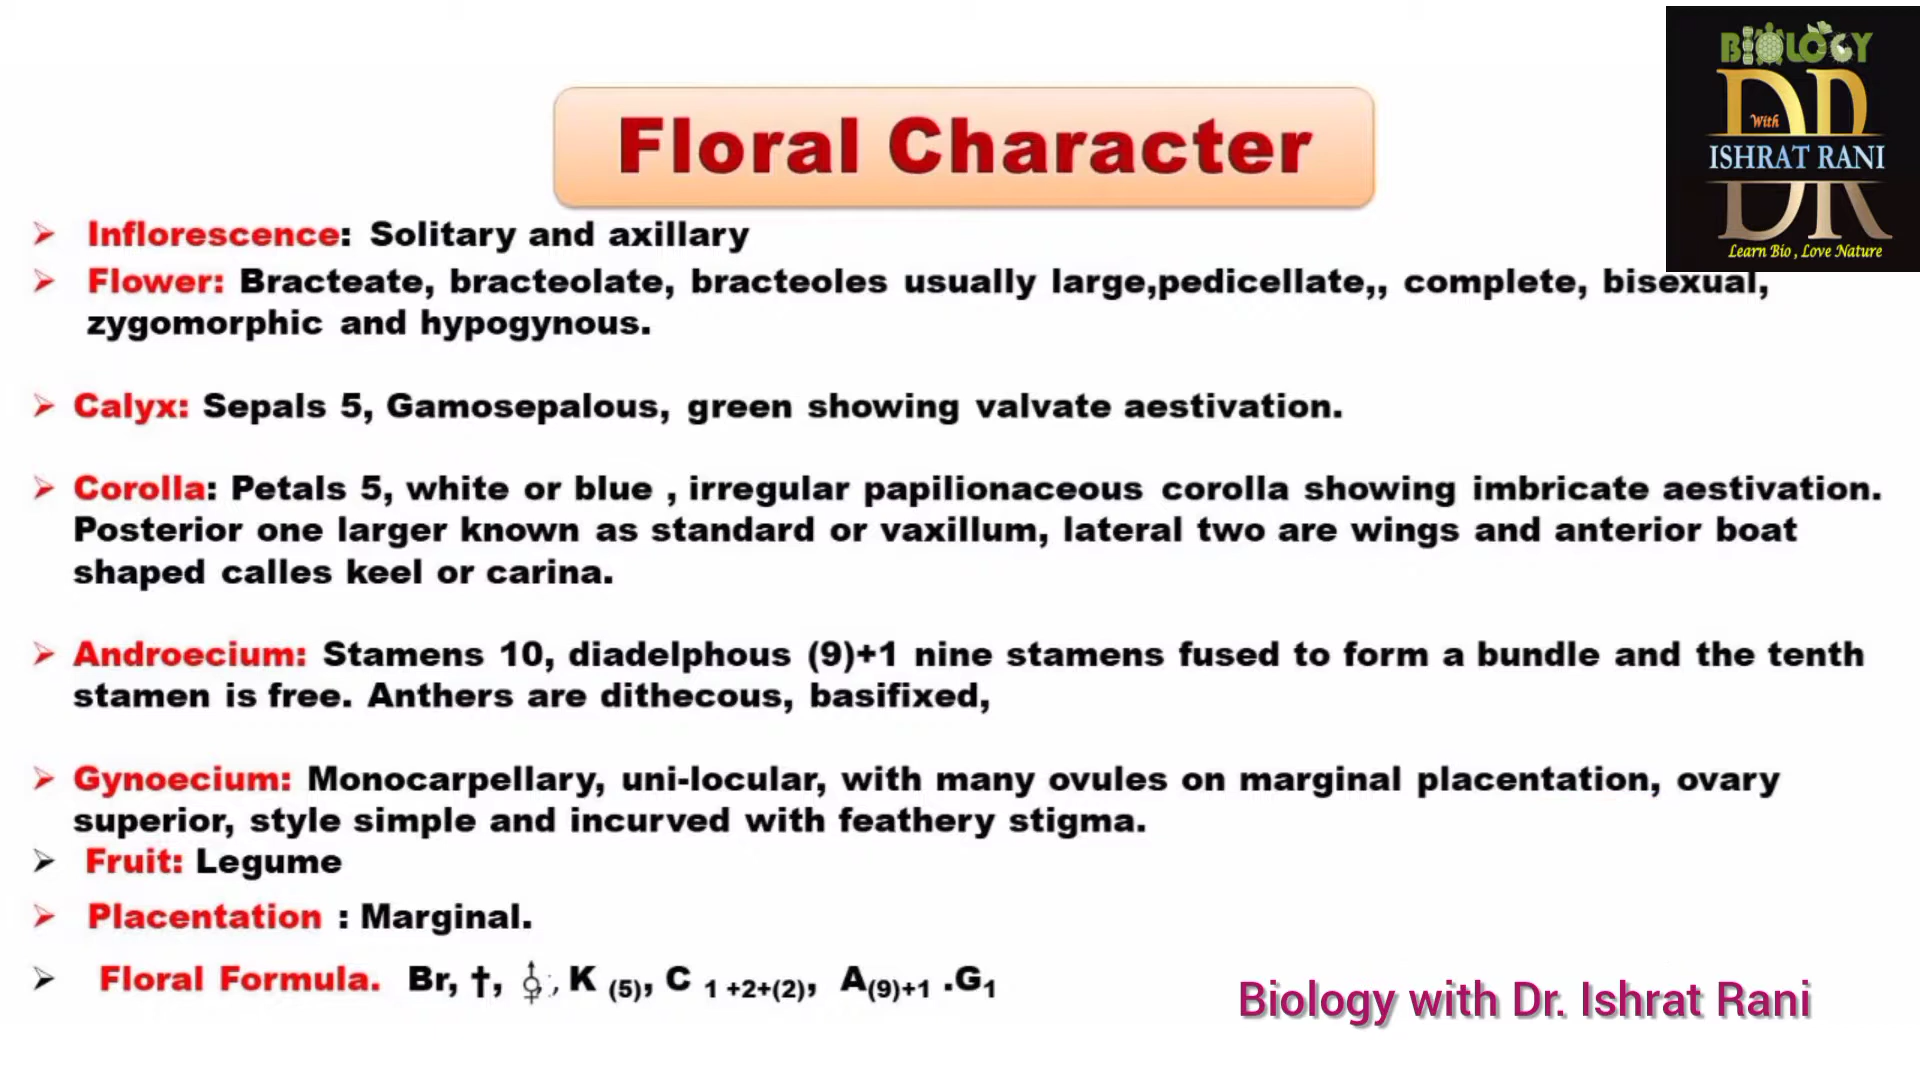 BIOLOGY
DR
With
ISHRAT RANI
DR
Learn Bio , Love Nature
Floral Character
➢ Inflorescence: Solitary and axillary
➢ Flower: Bracteate, bracteolate, bracteoles usually large,pedicellate,, complete, bisexual,
zygomorphic and hypogynous.
➢ Calyx: Sepals 5, Gamosepalous, green showing valvate aestivation.
➢ Corolla: Petals 5, white or blue , irregular papilionaceous corolla showing imbricate aestivation.
Posterior one larger known as standard or vaxillum, lateral two are wings and anterior boat
shaped calles keel or carina.
➢ Androecium: Stamens 10, diadelphous (9)+1 nine stamens fused to form a bundle and the tenth
stamen is free. Anthers are dithecous, basifixed,
➢ Gynoecium: Monocarpellary, uni-locular, with many ovules on marginal placentation, ovary
superior, style simple and incurved with feathery stigma.
➢ Fruit: Legume
➢ Placentation : Marginal.
➢ Floral Formula. Br, †, ⚥, K (5), C 1 +2+(2), A(9)+1 .G1
Biology with Dr. Ishrat Rani